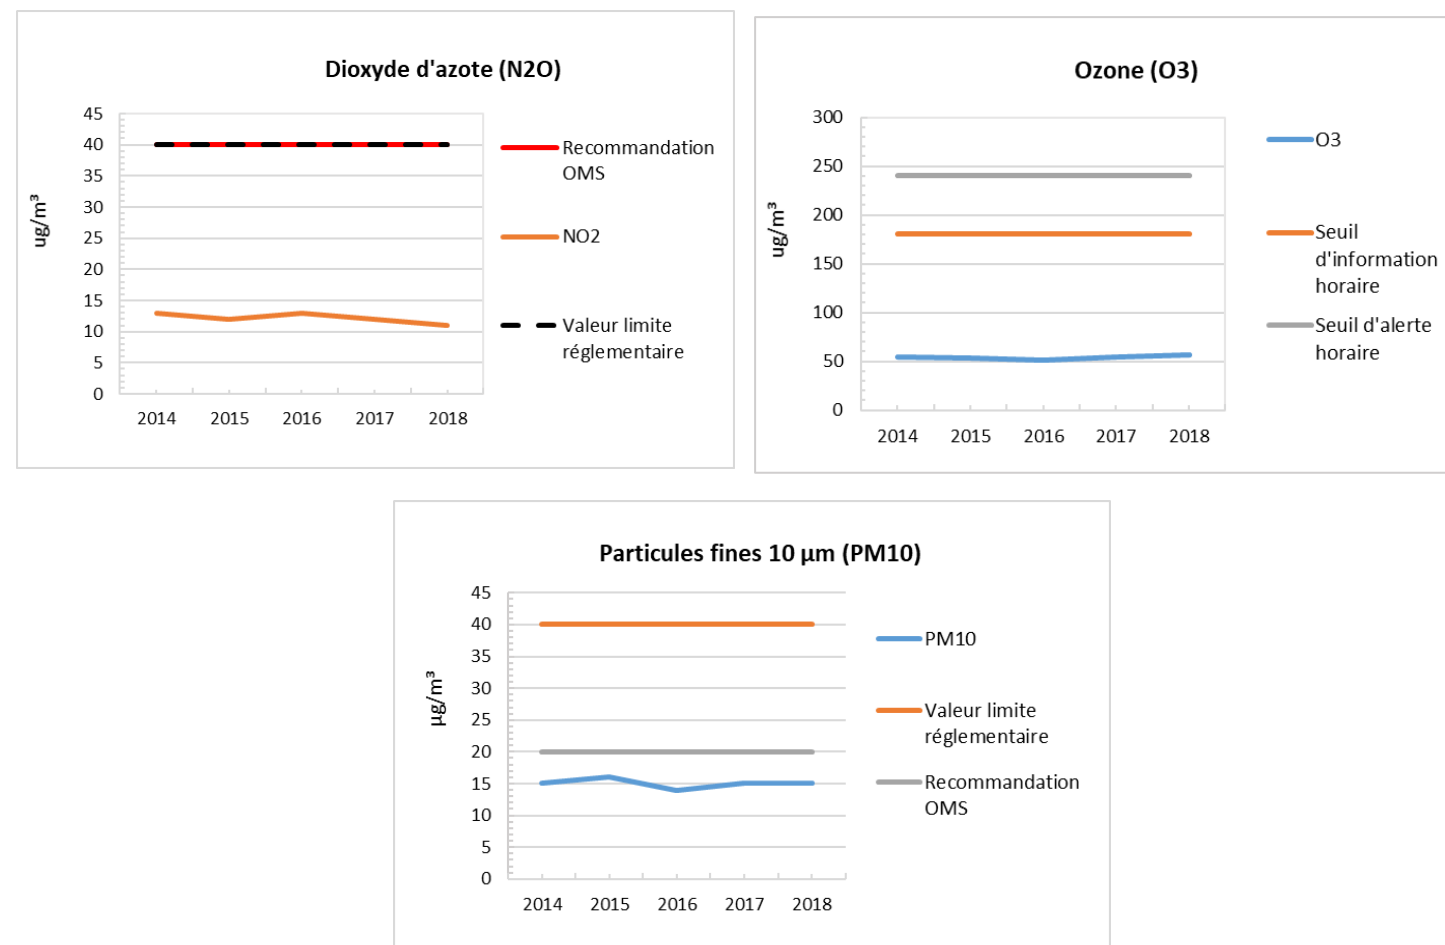 Dioxyde d'azote (N2O)
45
40
35
30
25
20
15
10
5
0
ug/m³
2014 2015 2016 2017 2018
Recommandation
OMS
NO2
Valeur limite
réglementaire
Ozone (O3)
300
250
200
150
100
50
0
ug/m³
2014 2015 2016 2017 2018
O3
Seuil
d'information
horaire
Seuil d'alerte
horaire
Particules fines 10 µm (PM10)
45
40
35
30
25
20
15
10
5
0
µg/m³
2014 2015 2016 2017 2018
PM10
Valeur limite
réglementaire
Recommandation
OMS